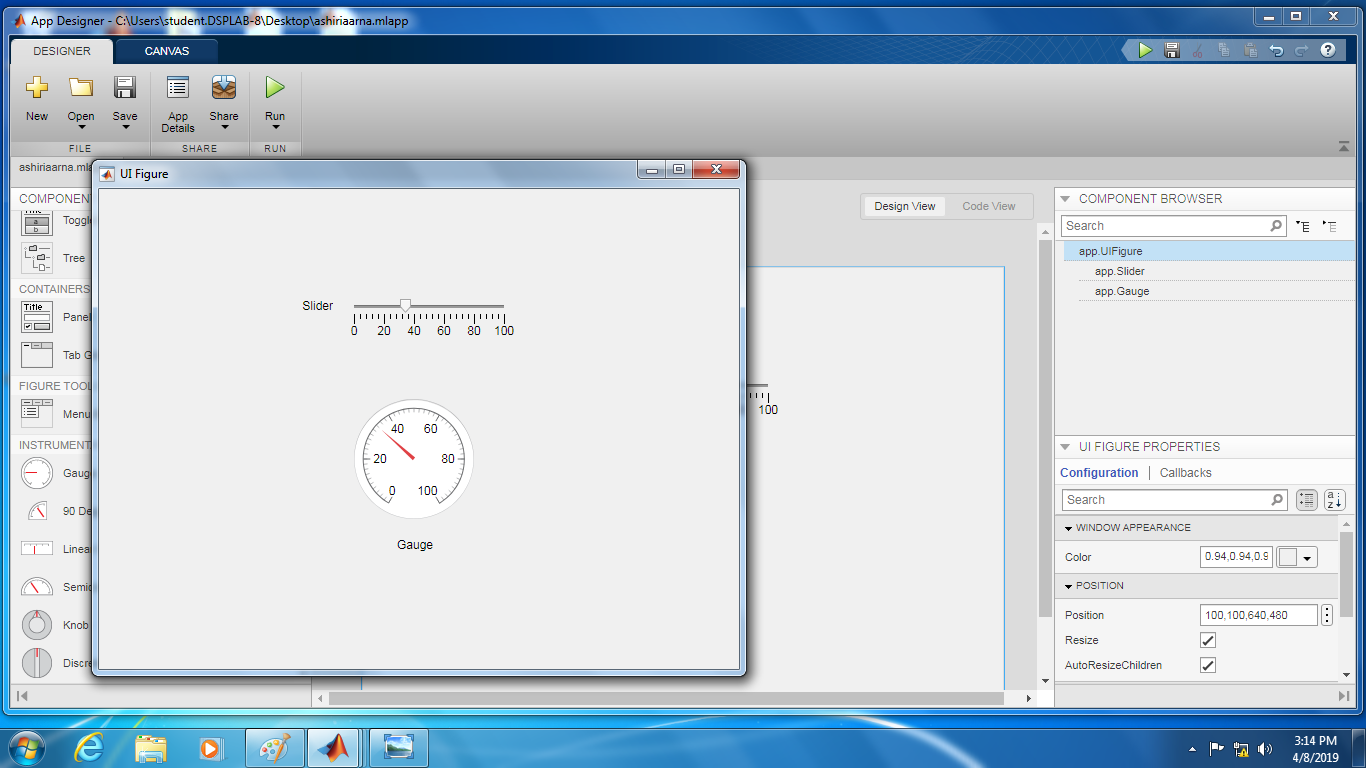 App Designer - C:\Users\student.DSPLAB-8\Desktop\ashiriaarna.mlapp
DESIGNER CANVAS
New Open Save App Details Share Run
FILE SHARE RUN
ashiriaarna.mla
UI Figure
COMPONEN
Toggle
Tree
CONTAINERS
Title
Panel
Tab G
FIGURE TOOL
Menu
INSTRUMENT
Gauge
90 De
Linea
Semic
Knob
Discre
Slider
0 20 40 60 80 100
40 60
20 80
0 100
Gauge
Design View Code View
100
COMPONENT BROWSER
Search
app.UIFigure
app.Slider
app.Gauge
UI FIGURE PROPERTIES
Configuration | Callbacks
Search
WINDOW APPEARANCE
Color 0.94,0.94,0.9
POSITION
Position 100,100,640,480
Resize
AutoResizeChildren
3:14 PM
4/8/2019